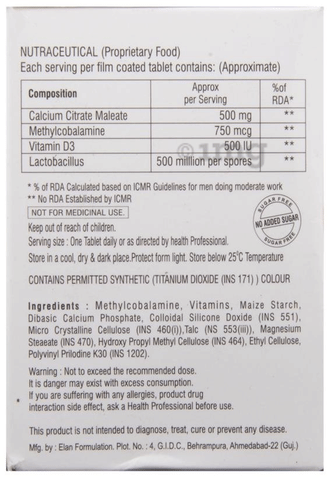 NUTRACEUTICAL (Proprietary Food)
Each serving per film coated tablet contains: (Approximate)
Composition Approx per Serving %of RDA*
Calcium Citrate Maleate 500 mg **
Methylcobalamine 750 mcg **
Vitamin D3 500 IU **
Lactobacillus 500 million per spores **
* % of RDA Calculated based on ICMR Guidelines for men doing moderate work
** No RDA Established by ICMR
NOT FOR MEDICINAL USE.
Keep out of reach of children.
Serving size : One Tablet daily or as directed by health Professional.
Store in a cool, dry & dark place.Protect form light. Store below 25°C Temperature
SUGAR FREE
NO ADDED SUGAR
SUGAR FREE
CONTAINS PERMITTED SYNTHETIC (TITANIUM DIOXIDE (INS 171) ) COLOUR
Ingredients : Methylcobalamine, Vitamins, Maize Starch,
Dibasic Calcium Phosphate, Colloidal Silicone Dioxide (INS 551),
Micro Crystalline Cellulose (INS 460(i)),Talc (INS 553(iii)), Magnesium
Steaeate (INS 470), Hydroxy Propyl Methyl Cellulose (INS 464), Ethyl Cellulose,
Polyvinyl Prilodine K30 (INS 1202).
Warning : Not to exceed the recommended dose.
It is danger may exist with excess consumption.
If you are suffering with any allergies, product drug
* interaction side effect, ask a Health Professional before use.
This product is not intended to diagnose, treat, cure or prevent any disease.
Mfg. by : Elan Formulation. Plot. No. : 4, G.I.D.C., Behrampura, Ahmedabad-22 (Guj.)